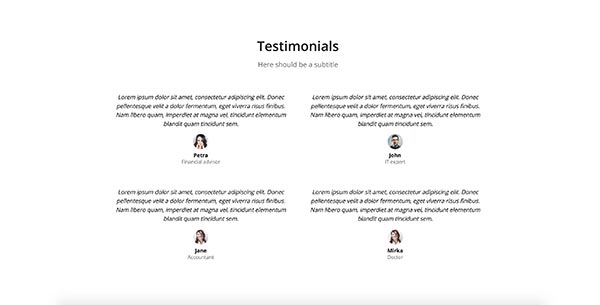 Testimonials
Here should be a subtitle
Lorem ipsum dolor sit amet, consectetur adipiscing elit. Donec
pellentesque velit a dolor fermentum, eget viverra risus finibus.
Nam libero quam, imperdiet at magna vel, tincidunt elementum
blandit quam tincidunt sem.
Petra
Financial advisor
Lorem ipsum dolor sit amet, consectetur adipiscing elit. Donec
pellentesque velit a dolor fermentum, eget viverra risus finibus.
Nam libero quam, imperdiet at magna vel, tincidunt elementum
blandit quam tincidunt sem.
John
IT expert
Lorem ipsum dolor sit amet, consectetur adipiscing elit. Donec
pellentesque velit a dolor fermentum, eget viverra risus finibus.
Nam libero quam, imperdiet at magna vel, tincidunt elementum
blandit quam tincidunt sem.
Jane
Accountant
Lorem ipsum dolor sit amet, consectetur adipiscing elit. Donec
pellentesque velit a dolor fermentum, eget viverra risus finibus.
Nam libero quam, imperdiet at magna vel, tincidunt elementum
blandit quam tincidunt sem.
Mirka
Doctor